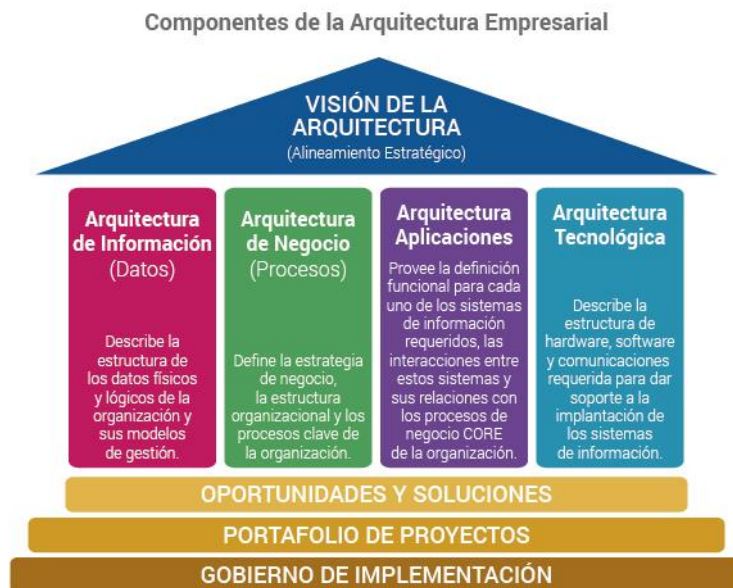 Componentes de la Arquitectura Empresarial
VISIÓN DE LA
ARQUITECTURA
(Alineamiento Estratégico)
Arquitectura
de Información
(Datos)
Describe la
estructura de
los datos físicos
y lógicos de la
organización y
sus modelos
de gestión.
Arquitectura
de Negocio
(Procesos)
Define la estrategia
de negocio,
la estructura
organizacional y los
procesos clave de
la organización.
Arquitectura
Aplicaciones
Provee la definición
funcional para cada
uno de los sistemas
de información
requeridos, las
interacciones entre
estos sistemas y
sus relaciones con
los procesos de
negocio CORE
de la organización.
Arquitectura
Tecnológica
Describe la
estructura de
hardware, software
y comunicaciones
requerida para dar
soporte a la
implantación de
los sistemas
de información.
OPORTUNIDADES Y SOLUCIONES
PORTAFOLIO DE PROYECTOS
GOBIERNO DE IMPLEMENTACIÓN